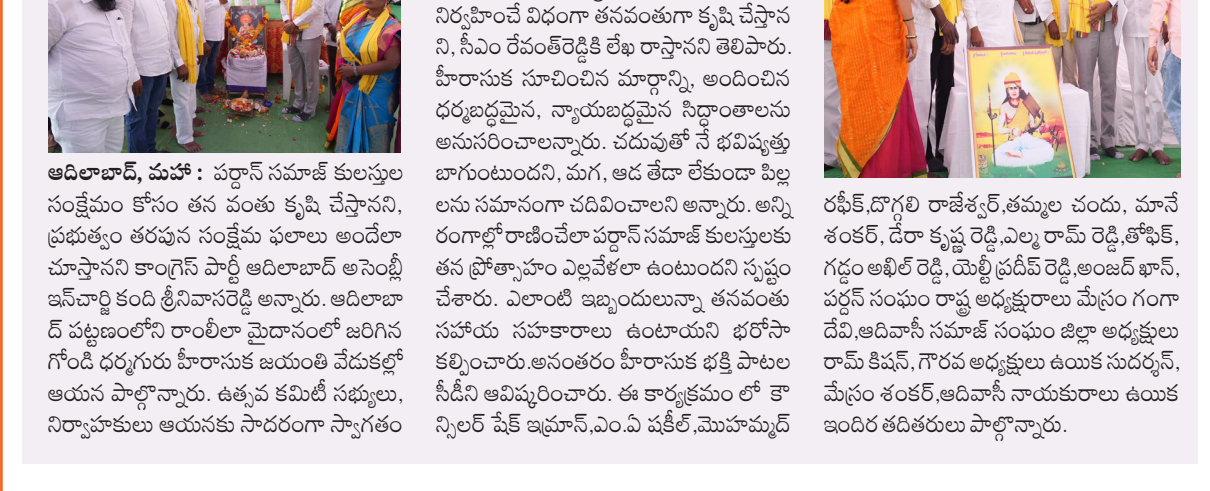 ఆదిలాబాద్, మహా : పర్దాన్ సమాజ్ కులస్తుల
సంక్షేమం కోసం తన వంతు కృషి చేస్తానని,
ప్రభుత్వం తరపున సంక్షేమ ఫలాలు అందేలా
చూస్తానని కాంగ్రెస్ పార్టీ ఆదిలాబాద్ అసెంబ్లీ
ఇన్‌చార్జి కంది శ్రీనివాసరెడ్డి అన్నారు. ఆదిలాబా
ద్ పట్టణంలోని రాంలీలా మైదానంలో జరిగిన
గోండి ధర్మగురు హీరాసుక జయంతి వేడుకల్లో
ఆయన పాల్గొన్నారు. ఉత్సవ కమిటీ సభ్యులు,
నిర్వాహకులు ఆయనకు సాదరంగా స్వాగతం
నిర్వహించే విధంగా తనవంతుగా కృషి చేస్తాన
ని, సీఎం రేవంత్‌రెడ్డికి లేఖ రాస్తానని తెలిపారు.
హీరాసుక సూచించిన మార్గాన్ని, అందించిన
ధర్మబద్ధమైన, న్యాయబద్ధమైన సిద్ధాంతాలను
అనుసరించాలన్నారు. చదువుతో నే భవిష్యత్తు
బాగుంటుందని, మగ, ఆడ తేడా లేకుండా పిల్ల
లను సమానంగా చదివించాలని అన్నారు. అన్ని
రంగాల్లో రాణించేలా పర్దాన్ సమాజ్ కులస్తులకు
తన ప్రోత్సాహం ఎల్లవేళలా ఉంటుందని స్పష్టం
చేశారు. ఎలాంటి ఇబ్బందులున్నా తనవంతు
సహాయ సహకారాలు ఉంటాయని భరోసా
కల్పించారు.అనంతరం హీరాసుక భక్తి పాటల
సీడీని ఆవిష్కరించారు. ఈ కార్యక్రమం లో కౌ
న్సిలర్ షేక్ ఇమ్రాన్,ఎం.ఏ షకీల్,మొహమ్మద్
రఫీక్,దొగ్గలి రాజేశ్వర్,తమ్మల చందు, మానే
శంకర్, డేరా కృష్ణ రెడ్డి,ఎల్మ రామ్ రెడ్డి,తోఫిక్,
గడ్డం అఖిల్ రెడ్డి, యెల్టీ ప్రదీప్ రెడ్డి,అంజద్ ఖాన్,
పర్దన్ సంఘం రాష్ట్ర అధ్యక్షురాలు మేస్రం గంగా
దేవి,ఆదివాసీ సమాజ్ సంఘం జిల్లా అధ్యక్షులు
రామ్ కిషన్, గౌరవ అధ్యక్షులు ఉయిక సుదర్శన్,
మేస్రం శంకర్,ఆదివాసీ నాయకురాలు ఉయిక
ఇందిర తదితరులు పాల్గొన్నారు.